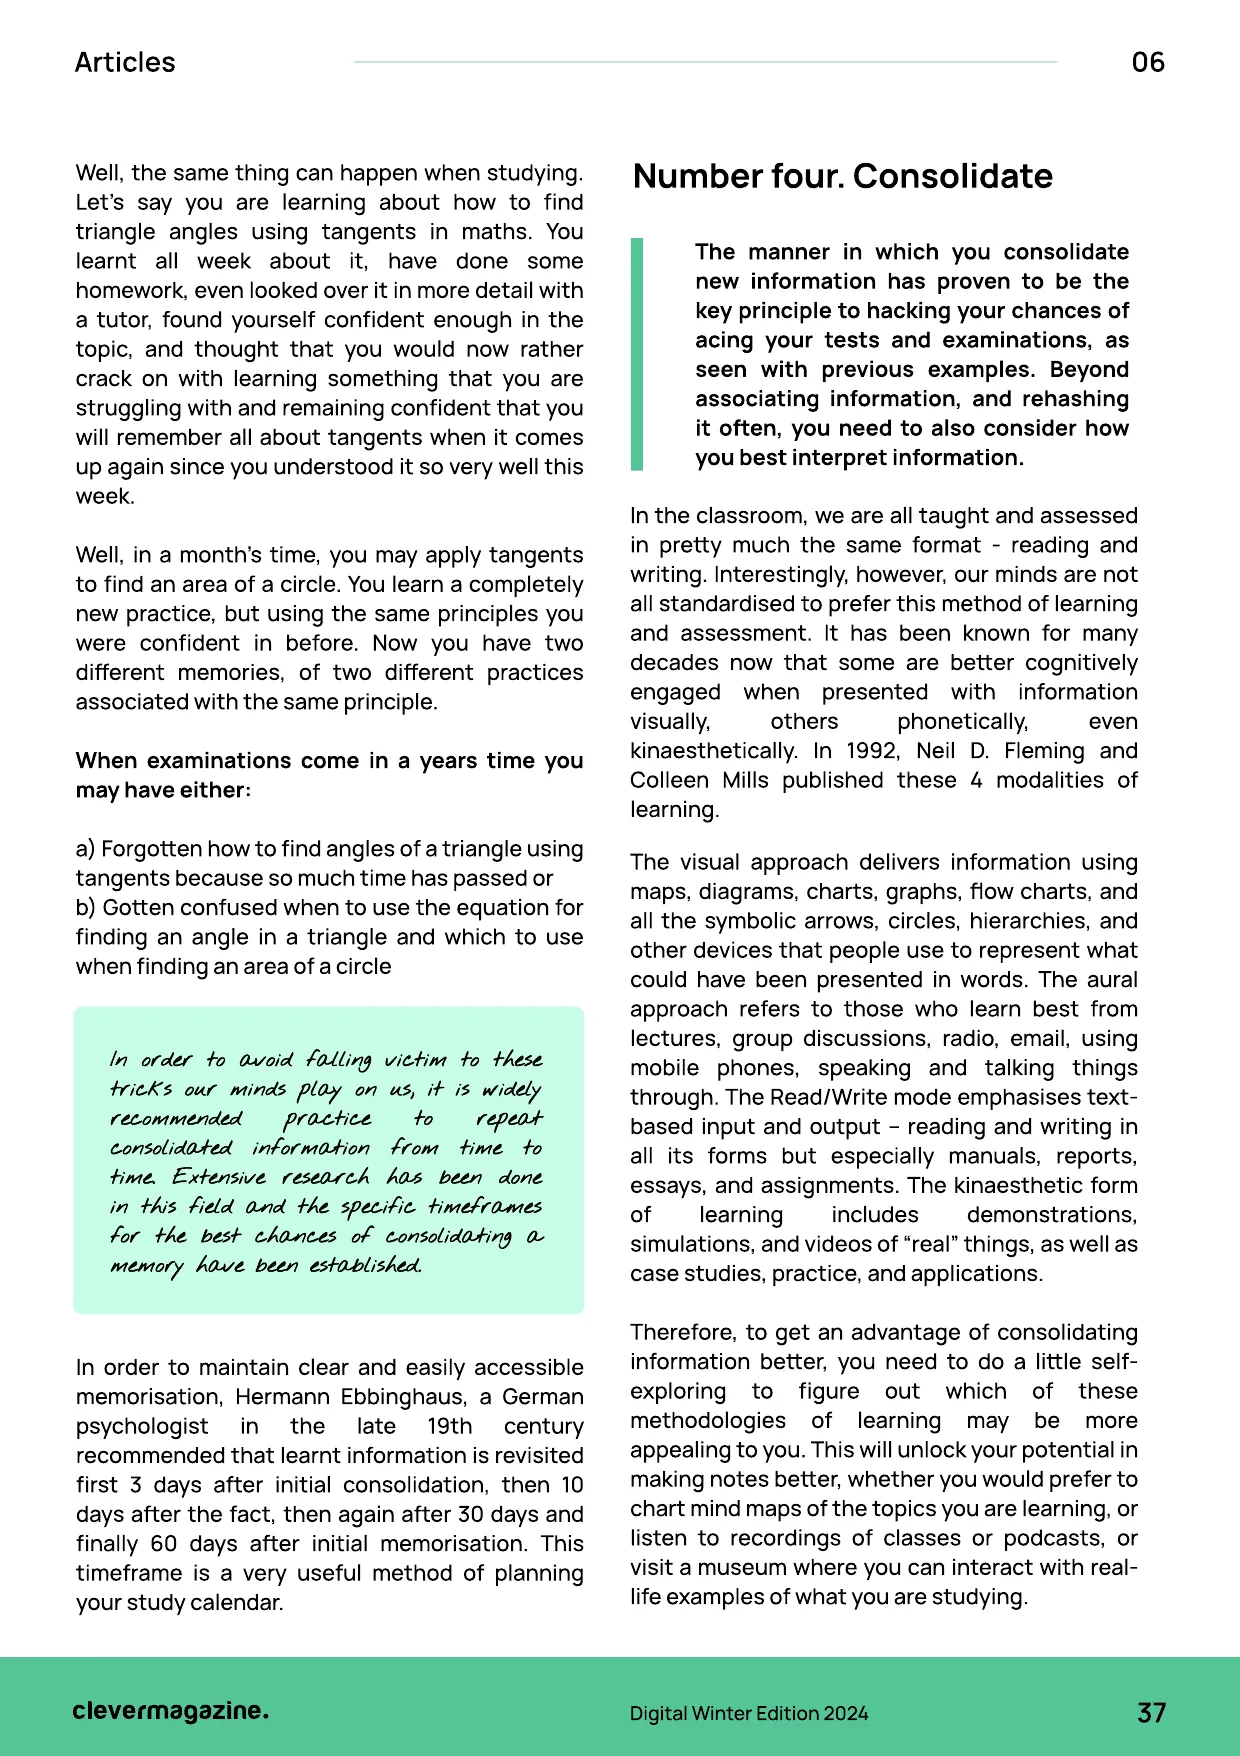 Articles
06
Well, the same thing can happen when studying.
Let's say you are learning about how to find
triangle angles using tangents in maths. You
learnt all week about it, have done some
homework, even looked over it in more detail with
a tutor, found yourself confident enough in the
topic, and thought that you would now rather
crack on with learning something that you are
struggling with and remaining confident that you
will remember all about tangents when it comes
up again since you understood it so very well this
week.
Well, in a month's time, you may apply tangents
to find an area of a circle. You learn a completely
new practice, but using the same principles you
were confident in before. Now you have two
different memories, of two different practices
associated with the same principle.
When examinations come in a years time you
may have either:
a) Forgotten how to find angles of a triangle using
tangents because so much time has passed or
b) Gotten confused when to use the equation for
finding an angle in a triangle and which to use
when finding an area of a circle
In order to avoid falling victim to these
tricks our minds play on us, it is widely
recommended practice to repeat
consolidated information from time to
time. Extensive research has been done
in this field and the specific timeframes
for the best chances of consolidating a
memory have been established.
In order to maintain clear and easily accessible
memorisation, Hermann Ebbinghaus, a German
psychologist in the late 19th century
recommended that learnt information is revisited
first 3 days after initial consolidation, then 10
days after the fact, then again after 30 days and
finally 60 days after initial memorisation. This
timeframe is a very useful method of planning
your study calendar.
Number four. Consolidate
The manner in which you consolidate
new information has proven to be the
key principle to hacking your chances of
acing your tests and examinations, as
seen with previous examples. Beyond
associating information, and rehashing
it often, you need to also consider how
you best interpret information.
In the classroom, we are all taught and assessed
in pretty much the same format - reading and
writing. Interestingly, however, our minds are not
all standardised to prefer this method of learning
and assessment. It has been known for many
decades now that some are better cognitively
engaged when presented with information
visually, others phonetically, even
kinaesthetically. In 1992, Neil D. Fleming and
Colleen Mills published these 4 modalities of
learning.
The visual approach delivers information using
maps, diagrams, charts, graphs, flow charts, and
all the symbolic arrows, circles, hierarchies, and
other devices that people use to represent what
could have been presented in words. The aural
approach refers to those who learn best from
lectures, group discussions, radio, email, using
mobile phones, speaking and talking things
through. The Read/Write mode emphasises text-
based input and output – reading and writing in
all its forms but especially manuals, reports,
essays, and assignments. The kinaesthetic form
of learning includes demonstrations,
simulations, and videos of “real” things, as well as
case studies, practice, and applications.
Therefore, to get an advantage of consolidating
information better, you need to do a little self-
exploring to figure out which of these
methodologies of learning may be more
appealing to you. This will unlock your potential in
making notes better, whether you would prefer to
chart mind maps of the topics you are learning, or
listen to recordings of classes or podcasts, or
visit a museum where you can interact with real-
life examples of what you are studying.
clevermagazine.
Digital Winter Edition 2024
37